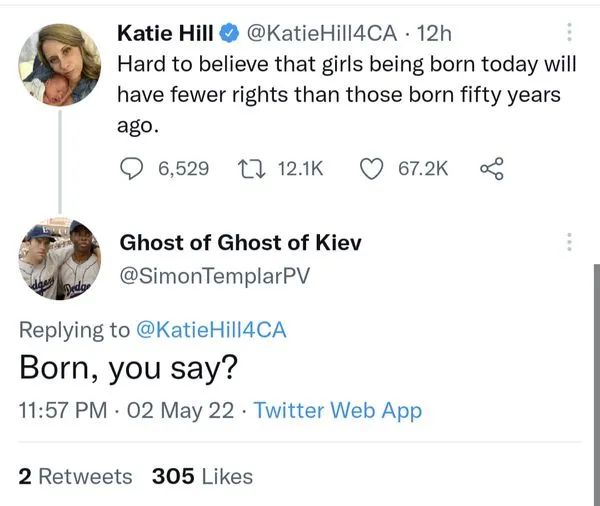 Katie Hill @KatieHill4CA · 12h
Hard to believe that girls being born today will
have fewer rights than those born fifty years
ago.
6,529 12.1K 67.2K
Ghost of Ghost of Kiev
@SimonTemplarPV
Replying to @KatieHill4CA
Born, you say?
11:57 PM · 02 May 22 · Twitter Web App
2 Retweets 305 Likes